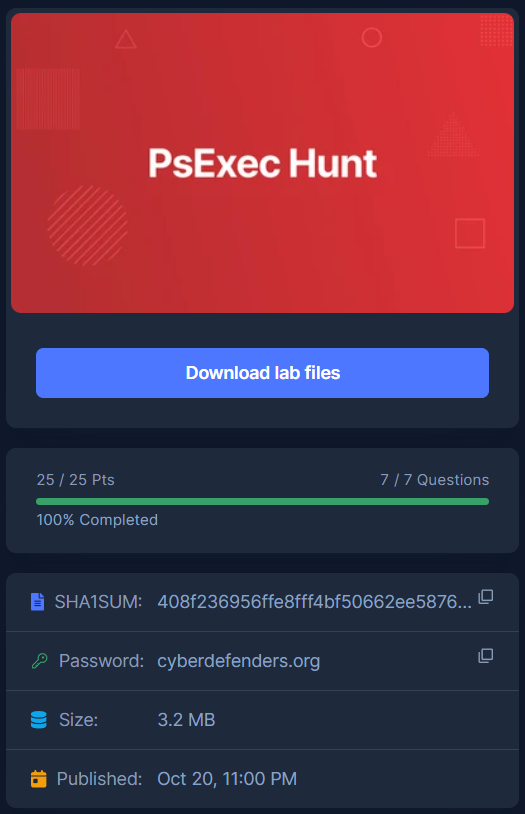 PsExec Hunt
Download lab files
25 / 25 Pts 7 / 7 Questions
100% Completed
SHA1SUM: 408f236956ffe8fff4bf50662ee5876...
Password: cyberdefenders.org
Size: 3.2 MB
Published: Oct 20, 11:00 PM